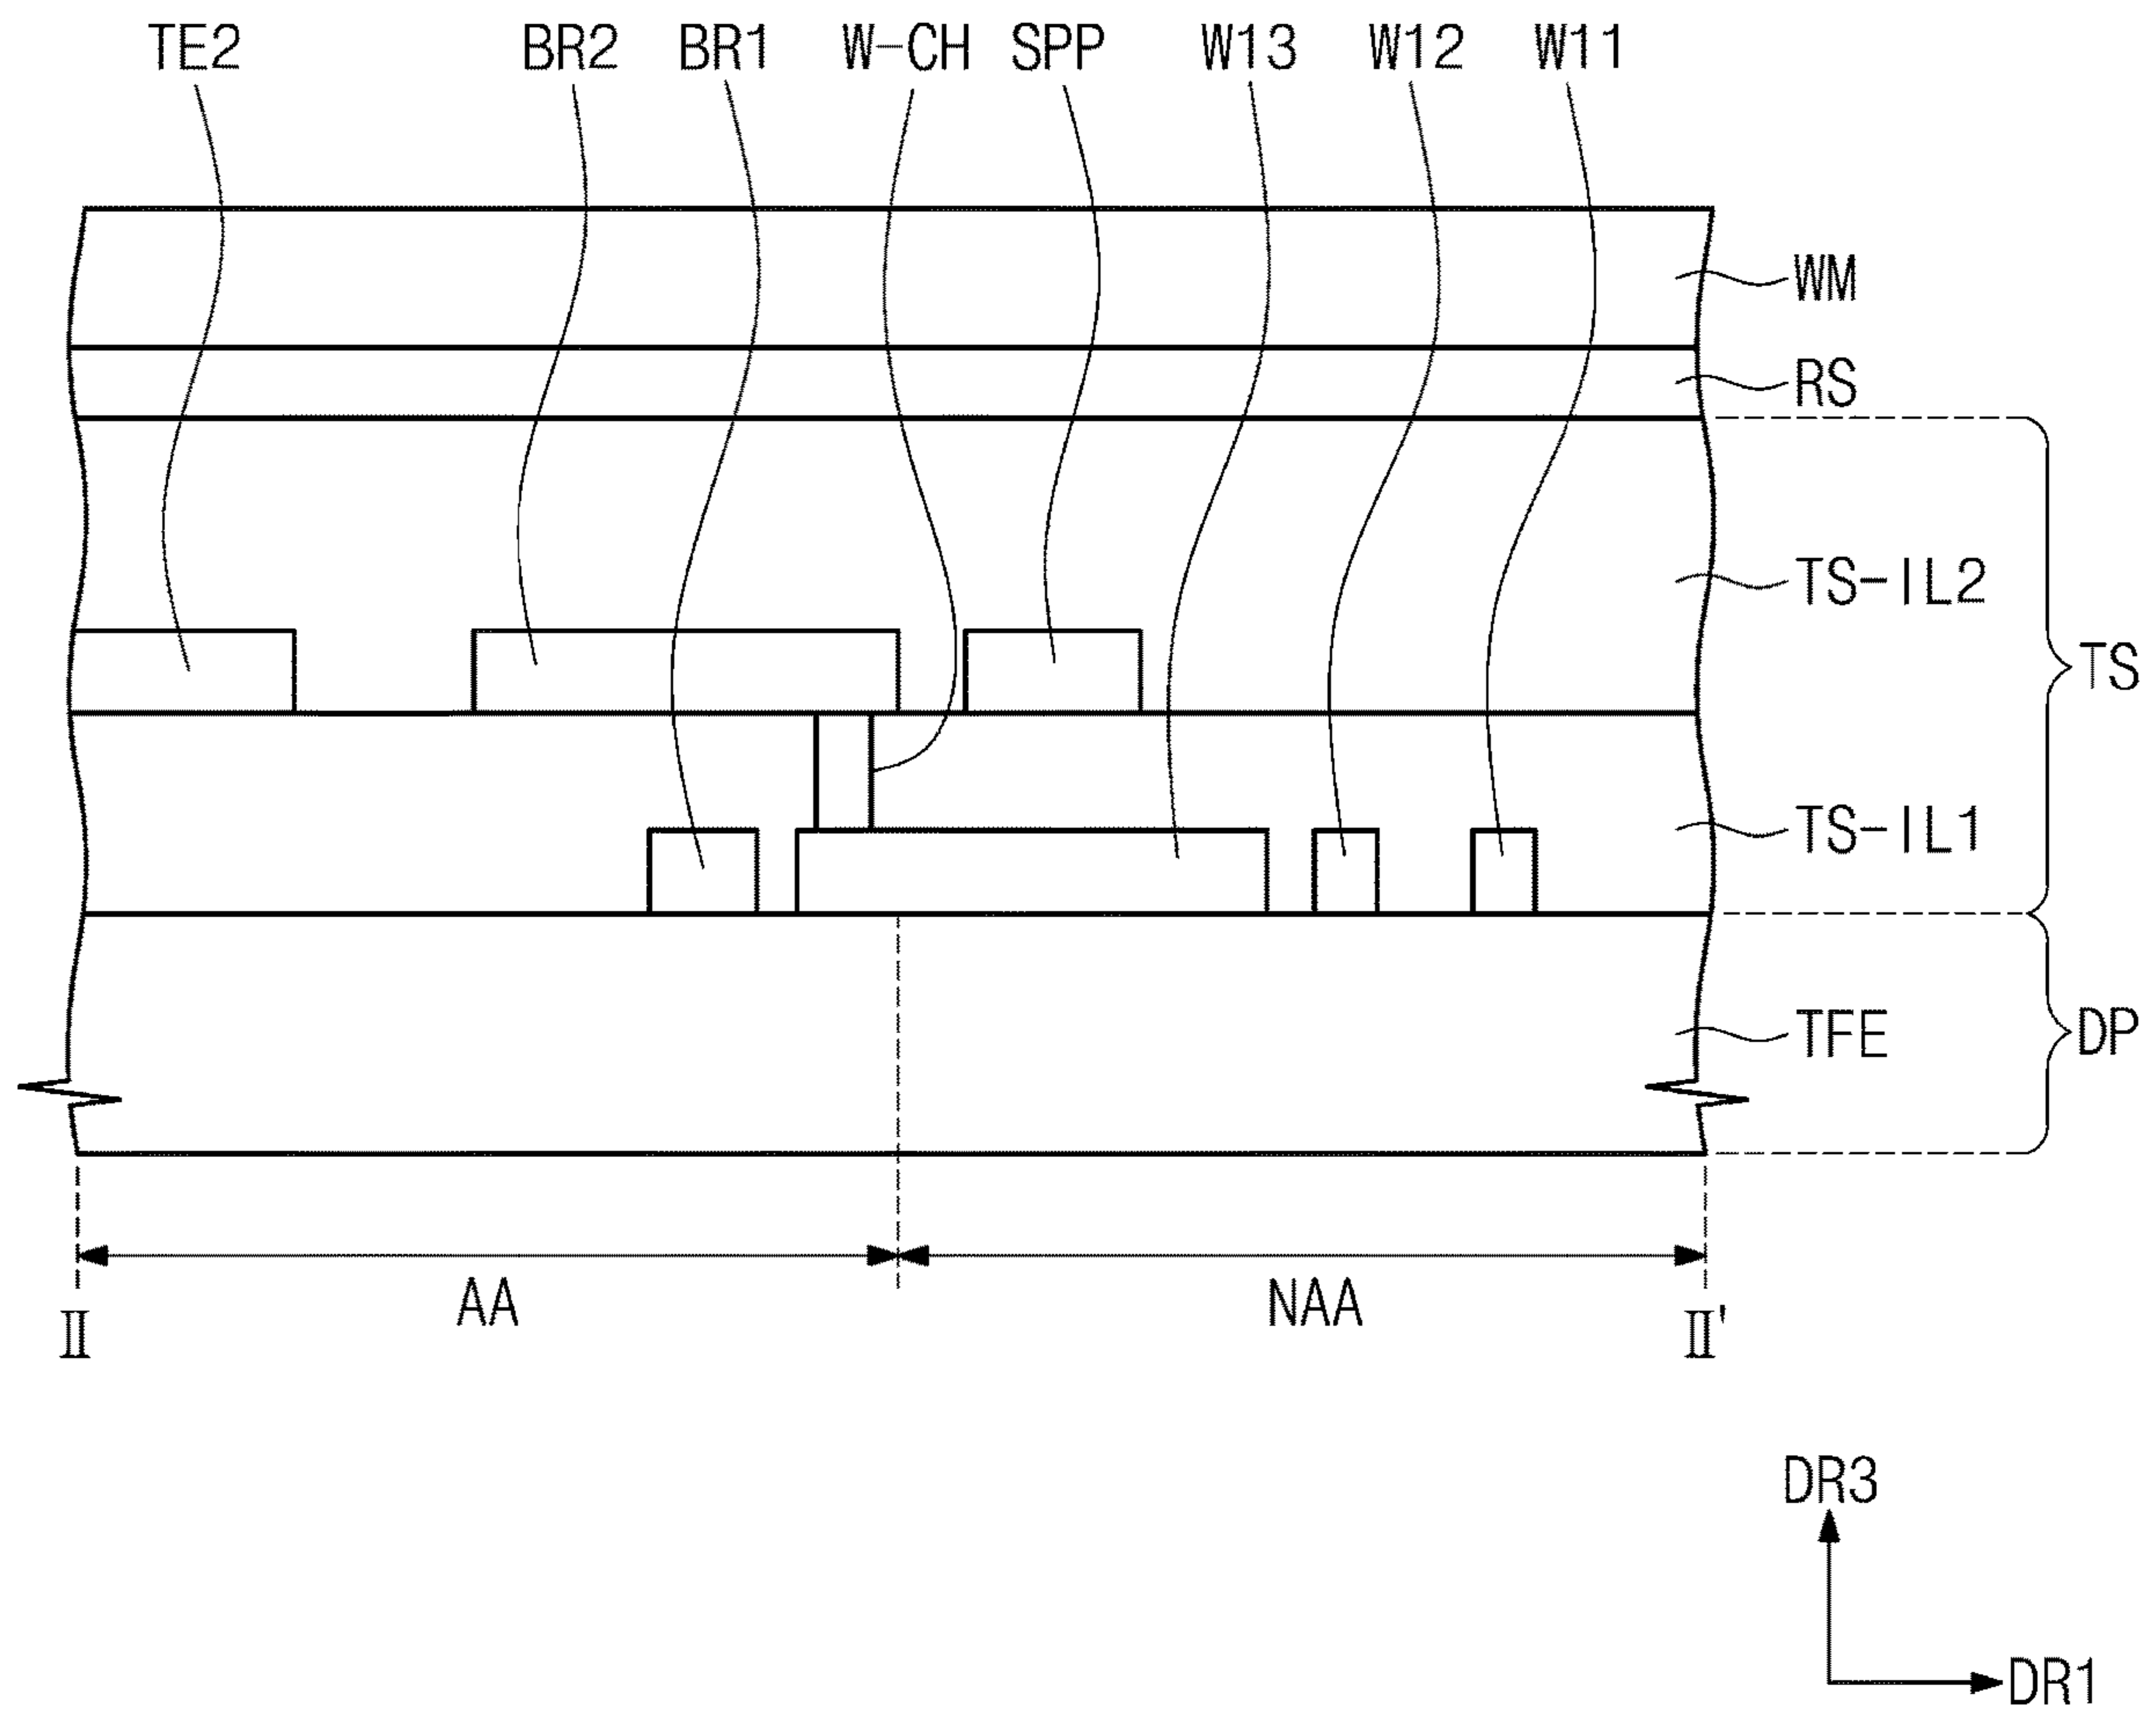 TE2 BR2 BR1 W-CH SPP W13 W12 W11
WM
RS
TS-IL2
TS
TS-IL1
TFE
DP
AA NAA
II II'
DR3
DR1